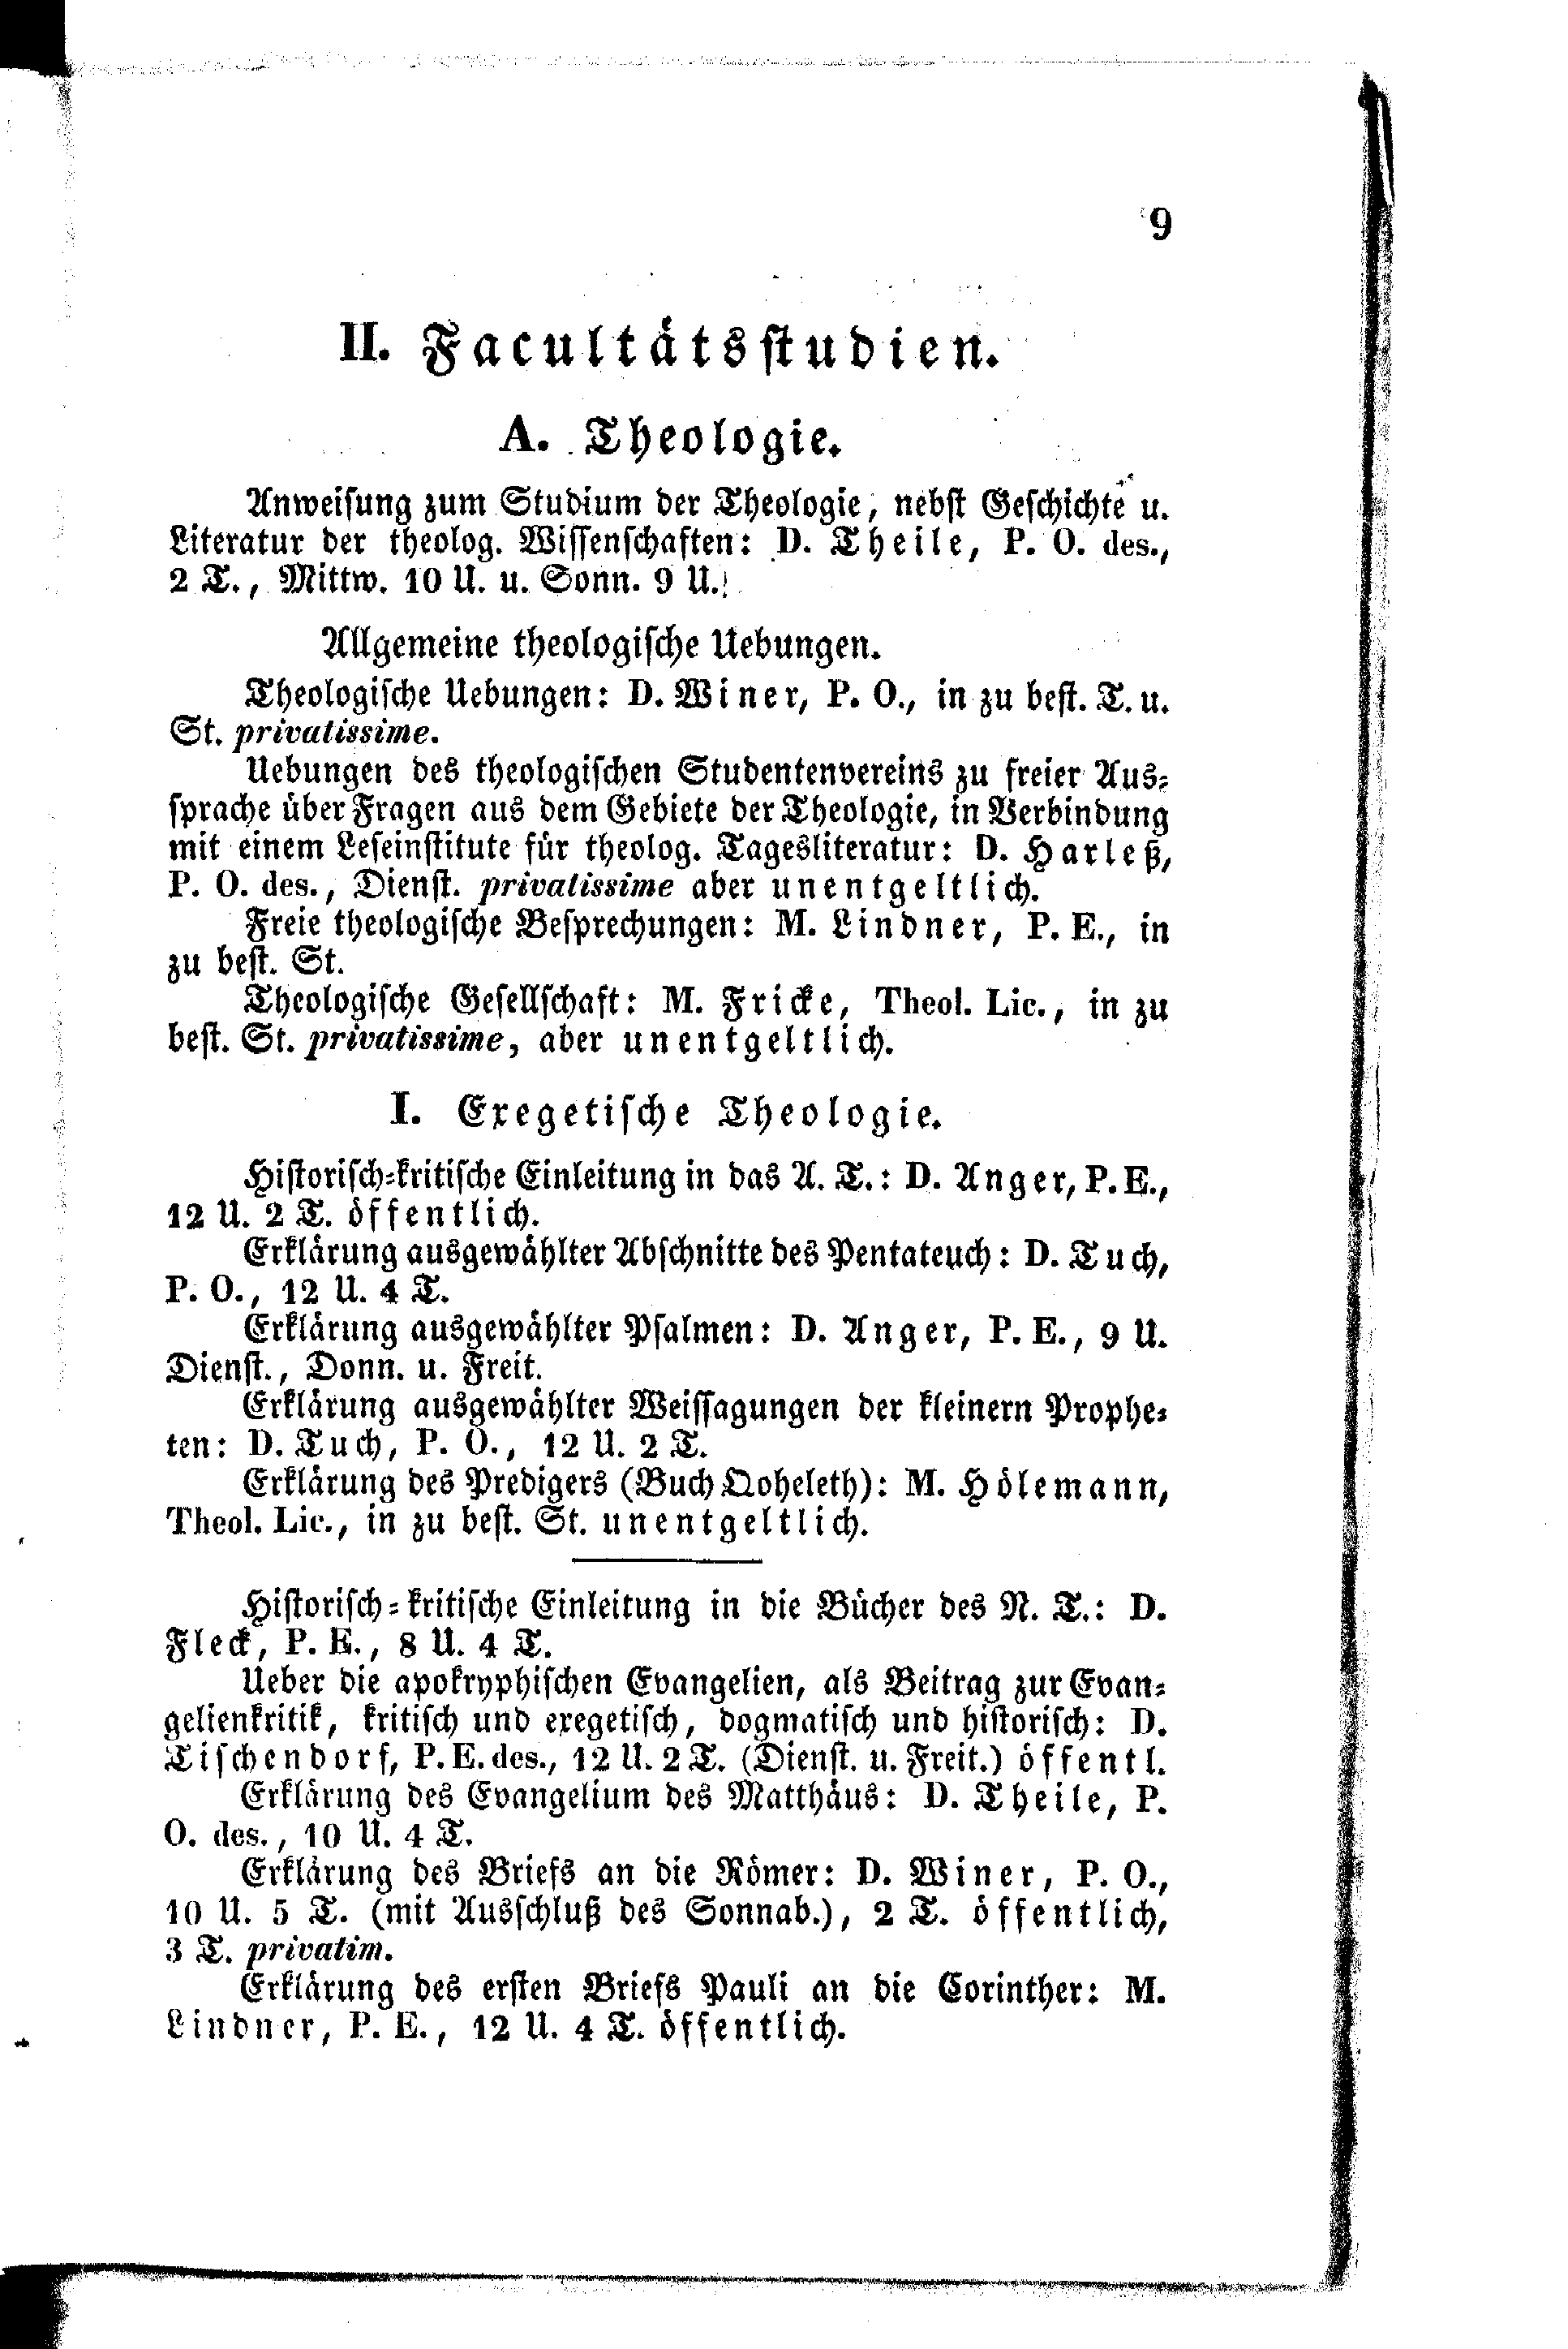 9
II. Facultätsstudien.
A. Theologie.
Anweisung zum Studium der Theologie, nebst Geschichte u.
Literatur der theolog. Wissenschaften: D. Theile, P. O. des.,
2 T., Mittw. 10 U. u. Sonn. 9 U.
Allgemeine theologische Uebungen.
Theologische Uebungen: D. Winer, P. O., in zu best. T. u.
St. privatissime.
Uebungen des theologischen Studentenvereins zu freier Aus-
sprache über Fragen aus dem Gebiete der Theologie, in Verbindung
mit einem Leseinstitute für theolog. Tagesliteratur: D. Harleß,
P. O. des., Dienst. privatissime aber unentgeltlich.
Freie theologische Besprechungen: M. Lindner, P. E., in
zu best. St.
Theologische Gesellschaft: M. Fricke, Theol. Lic., in zu
best. St. privatissime, aber unentgeltlich.
I. Exegetische Theologie.
Historisch-kritische Einleitung in das A. T.: D. Anger, P. E.,
12 U. 2 T. öffentlich.
Erklärung ausgewählter Abschnitte des Pentateuch: D. Tuch,
P. O., 12 U. 4 T.
Erklärung ausgewählter Psalmen: D. Anger, P. E., 9 U.
Dienst., Donn. u. Freit.
Erklärung ausgewählter Weissagungen der kleinern Prophe-
ten: D. Tuch, P. O., 12 U. 2 T.
Erklärung des Predigers (Buch Qoheleth): M. Hölemann,
Theol. Lic., in zu best. St. unentgeltlich.
Historisch-kritische Einleitung in die Bücher des N. T.: D.
Fleck, P. E., 8 U. 4 T.
Ueber die apokryphischen Evangelien, als Beitrag zur Evan-
gelienkritik, kritisch und exegetisch, dogmatisch und historisch: D.
Tischendorf, P. E. des., 12 U. 2 T. (Dienst. u. Freit.) öffentl.
Erklärung des Evangelium des Matthäus: D. Theile, P.
O. des., 10 U. 4 T.
Erklärung des Briefs an die Römer: D. Winer, P. O.,
10 U. 5 T. (mit Ausschluß des Sonnab.), 2 T. öffentlich,
3 T. privatim.
Erklärung des ersten Briefs Pauli an die Corinther: M.
Lindner, P. E., 12 U. 4 T. öffentlich.